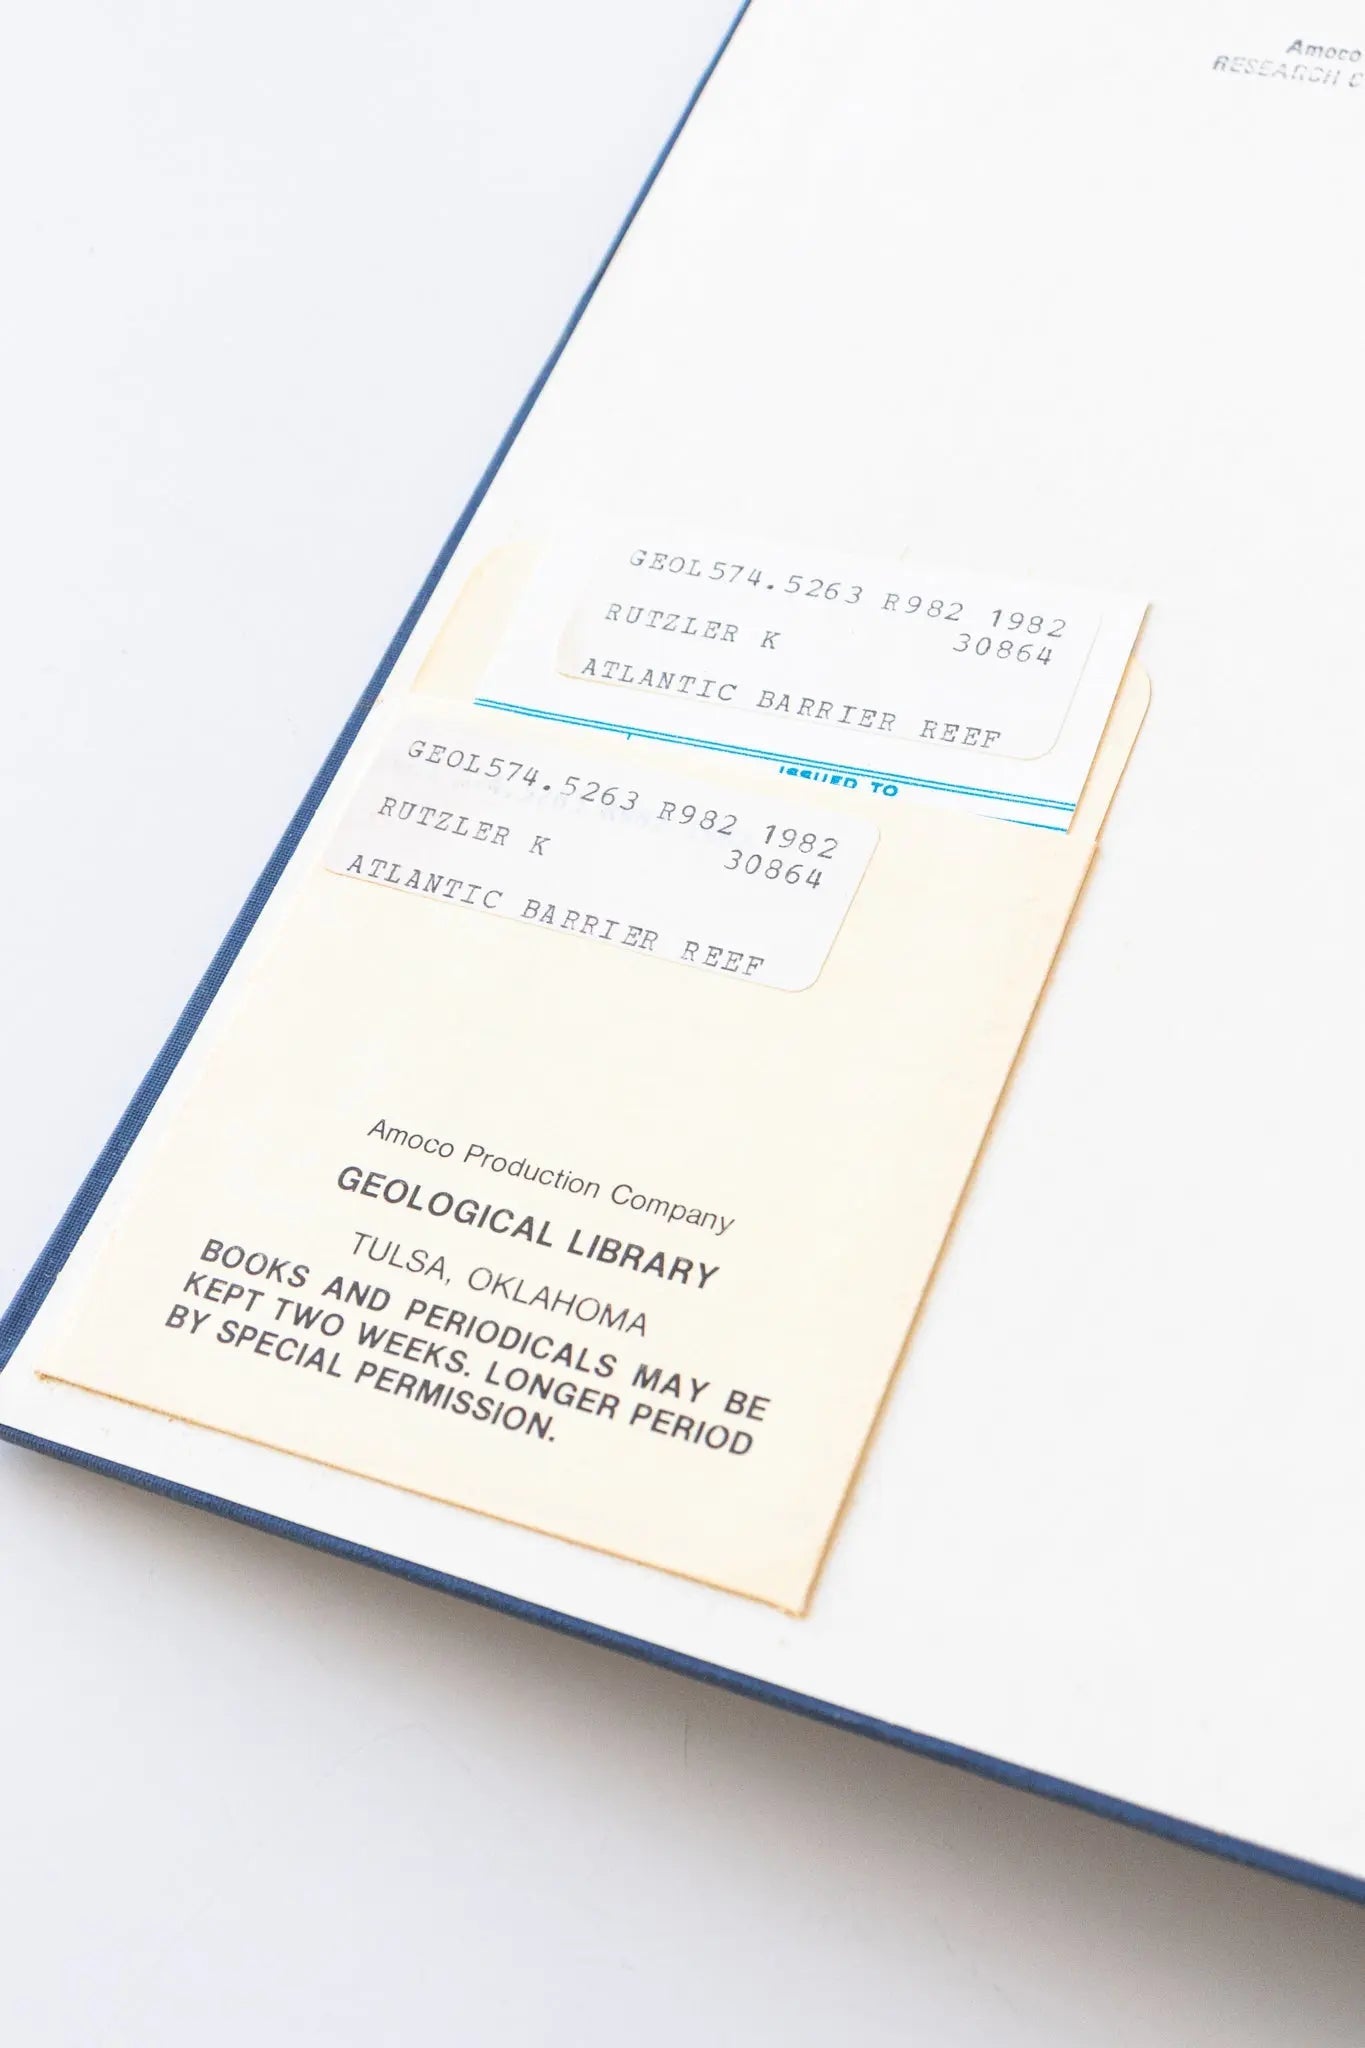 Amoco
RESEARCH C
GEOL574.5263 R982 1982
RUTZLER K 30864
ATLANTIC BARRIER REEF
ISSUED TO
GEOL574.5263 R982 1982
RUTZLER K 30864
ATLANTIC BARRIER REEF
Amoco Production Company
GEOLOGICAL LIBRARY
TULSA, OKLAHOMA
BOOKS AND PERIODICALS MAY BE
KEPT TWO WEEKS. LONGER PERIOD
BY SPECIAL PERMISSION.